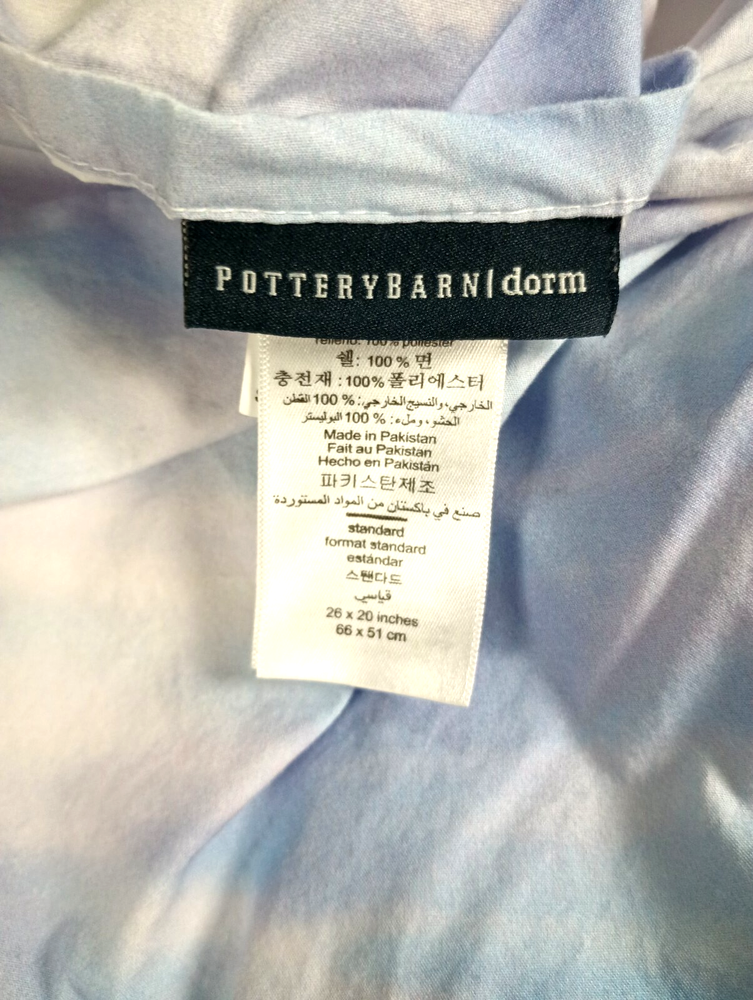 POTTERYBARN | dorm
relleno: 100% poliéster
쉘: 100 % 면
충전재 : 100% 폴리에스터
الخارجي، والنسيج الخارجي: % 100 القطن
الحشو، وملء: % 100 البوليستر
Made in Pakistan
Fait au Pakistan
Hecho en Pakistán
파키스탄제조
صنع في باكستان من المواد المستوردة
standard
format standard
estándar
스탠다드
قياسي
26 x 20 inches
66 x 51 cm